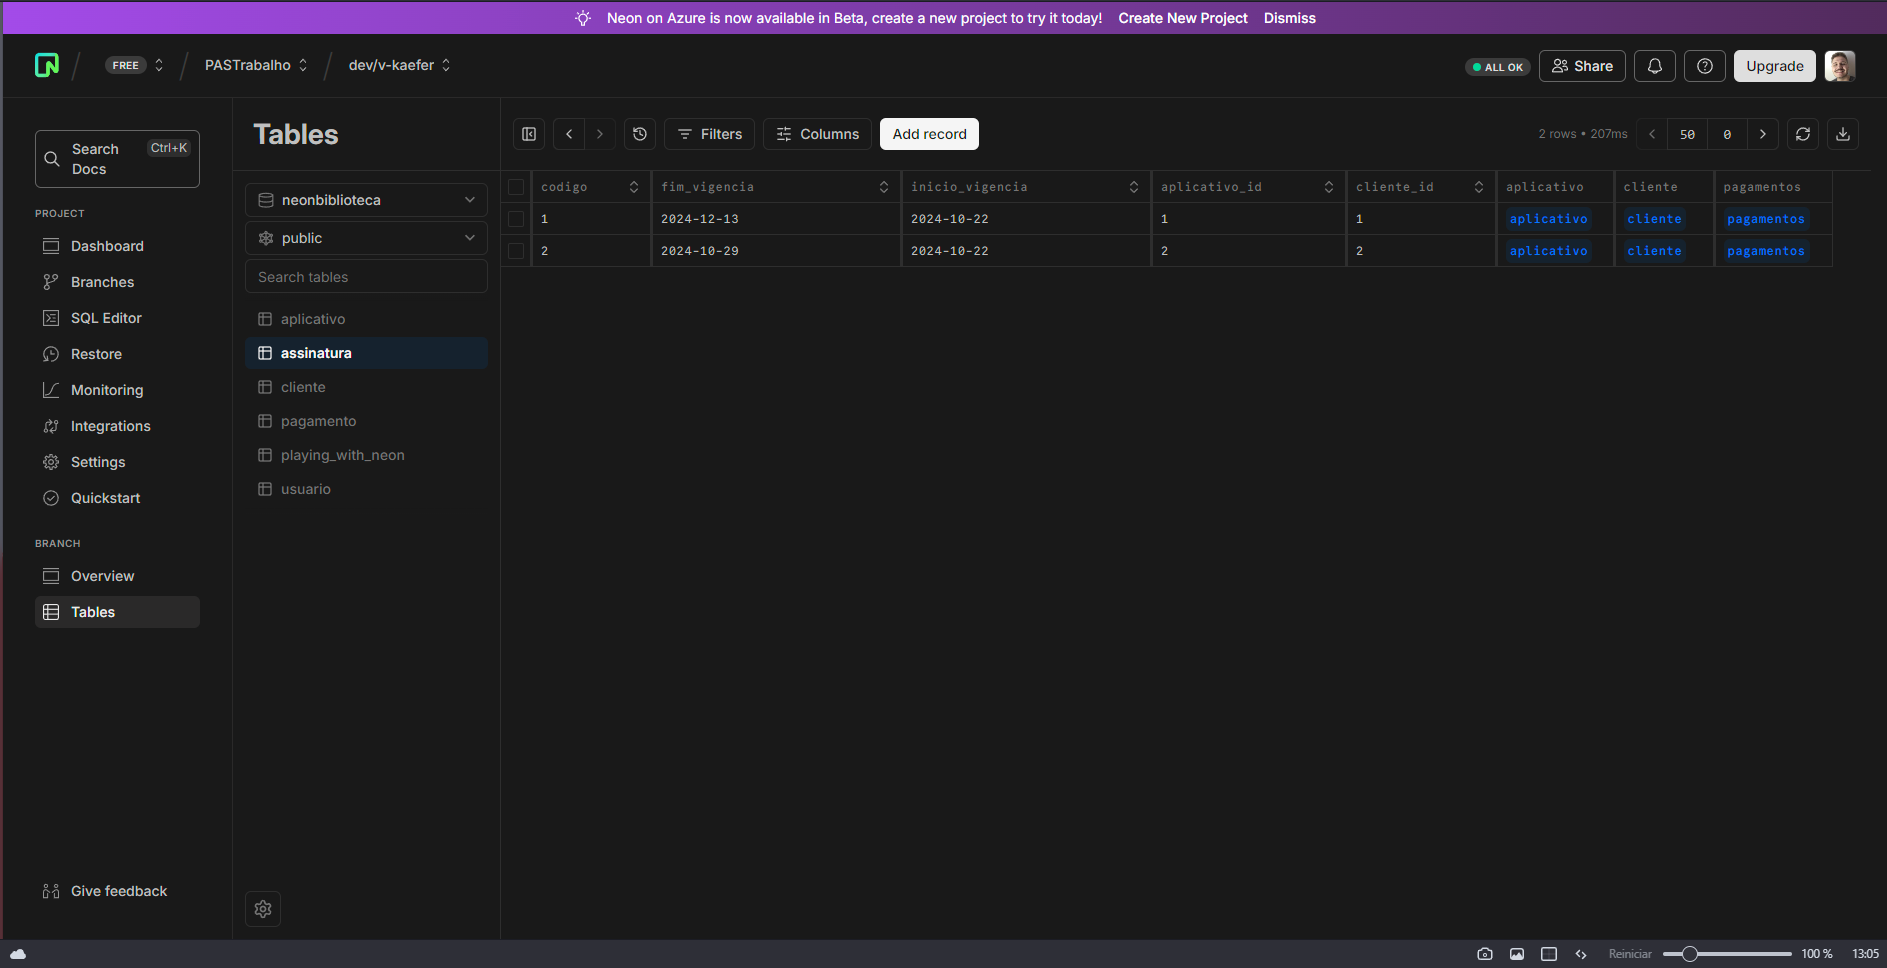 Neon on Azure is now available in Beta, create a new project to try it today! Create New Project Dismiss
FREE PASTrabalho dev/v-kaefer ALL OK Share Upgrade
Search Docs Ctrl+K
PROJECT
Dashboard
Branches
SQL Editor
Restore
Monitoring
Integrations
Settings
Quickstart
BRANCH
Overview
Tables
Give feedback
Tables
neonbiblioteca
public
Search tables
aplicativo
assinatura
cliente
pagamento
playing_with_neon
usuario
Filters Columns Add record 2 rows • 207ms 50 0
codigo fim_vigencia inicio_vigencia aplicativo_id cliente_id aplicativo cliente pagamentos
1 2024-12-13 2024-10-22 1 1 aplicativo cliente pagamentos
2 2024-10-29 2024-10-22 2 2 aplicativo cliente pagamentos
Reiniciar 100 % 13:05